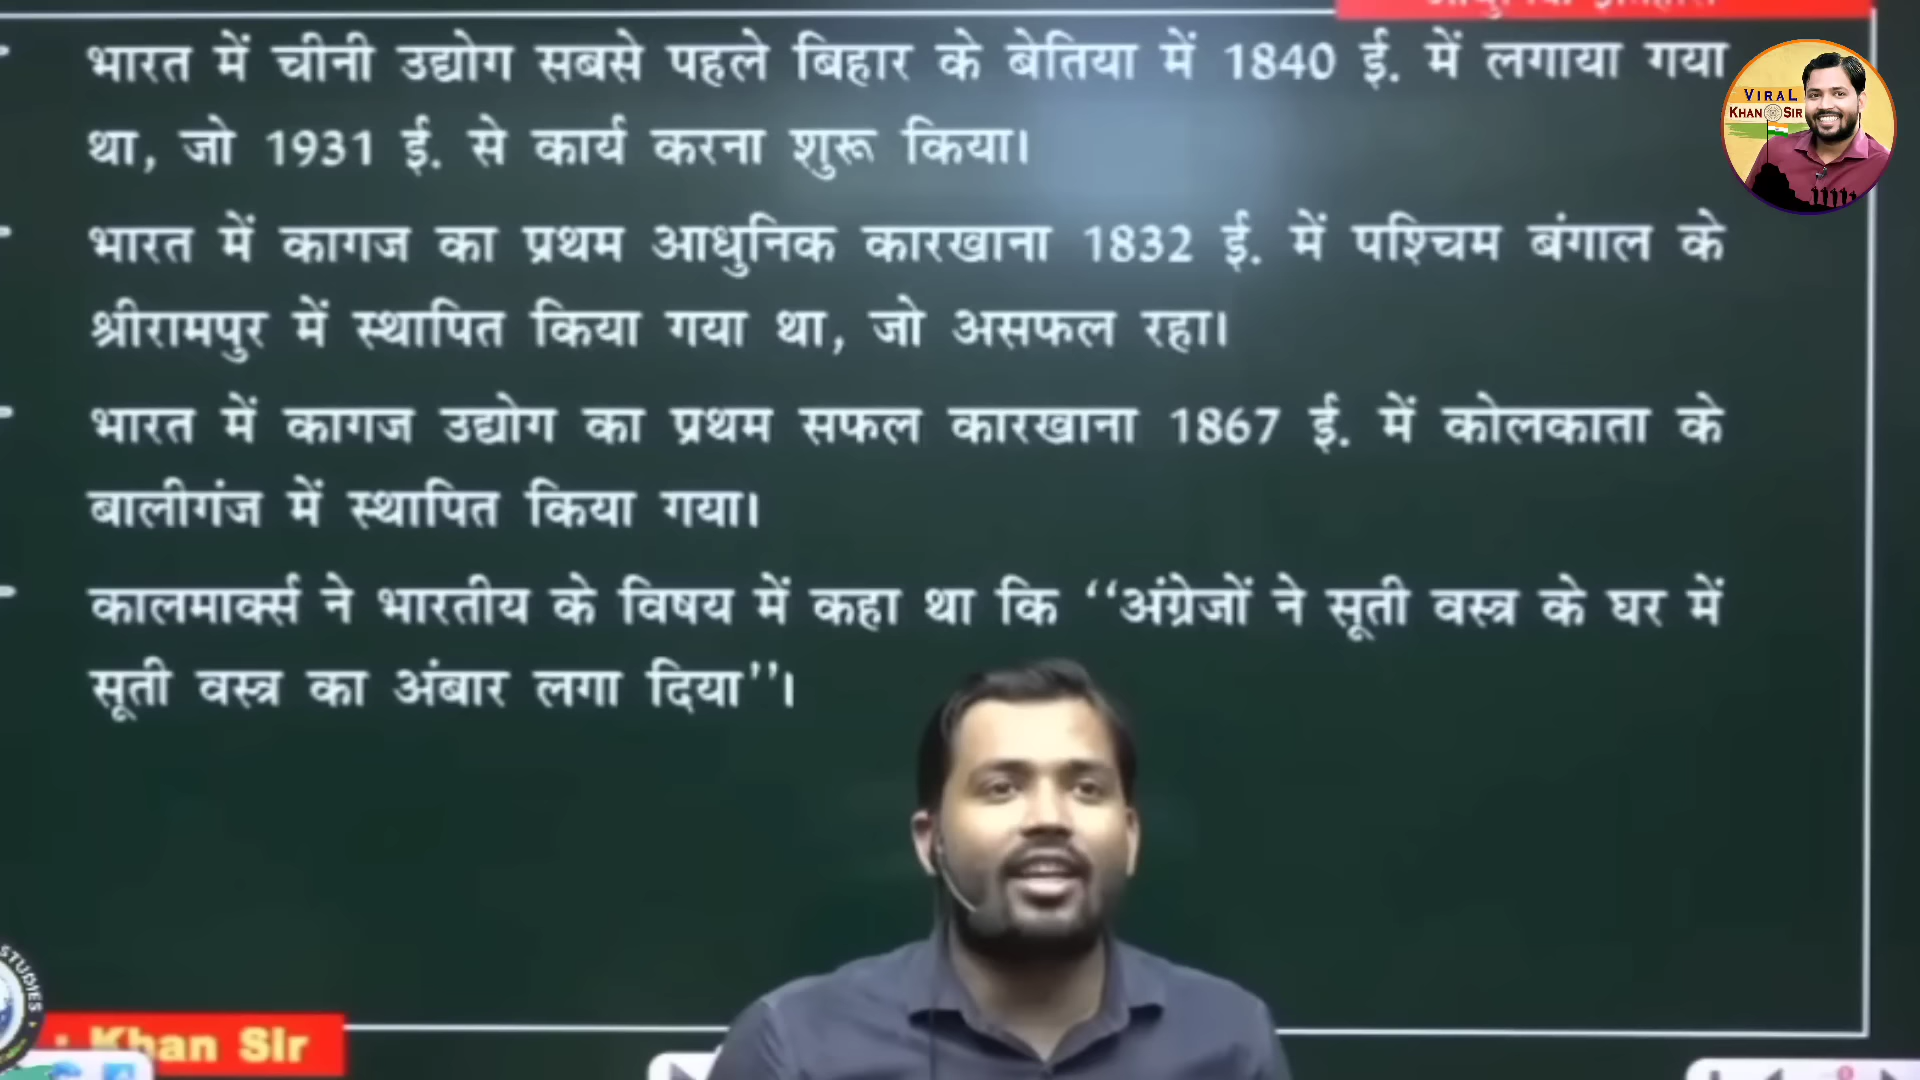 भारत में चीनी उद्योग सबसे पहले बिहार के बेतिया में 1840 ई. में लगाया गया
था, जो 1931 ई. से कार्य करना शुरू किया।
भारत में कागज का प्रथम आधुनिक कारखाना 1832 ई. में पश्चिम बंगाल के
श्रीरामपुर में स्थापित किया गया था, जो असफल रहा।
भारत में कागज उद्योग का प्रथम सफल कारखाना 1867 ई. में कोलकाता के
बालीगंज में स्थापित किया गया।
कालमार्क्स ने भारतीय के विषय में कहा था कि ‘‘अंग्रेजों ने सूती वस्त्र के घर में
सूती वस्त्र का अंबार लगा दिया’’।
VIRAL
KHAN SIR
STUDIES
: Khan Sir